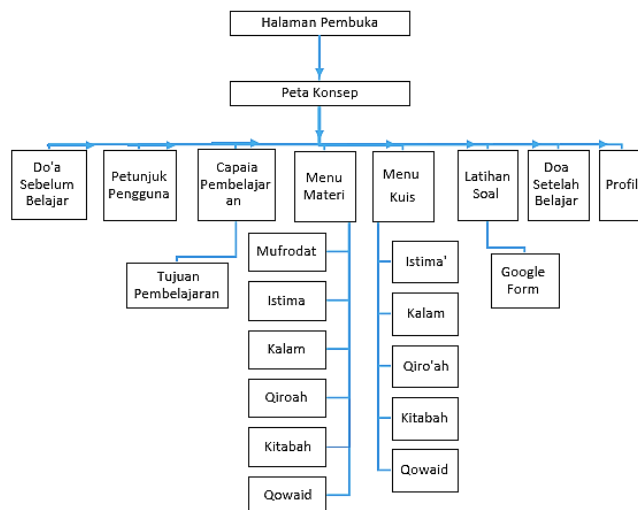 Halaman Pembuka
Peta Konsep
Do'a
Sebelum
Belajar
Petunjuk
Pengguna
Capaia
Pembelajar
an
Menu
Materi
Menu
Kuis
Latihan
Soal
Doa
Setelah
Belajar
Profil
Tujuan
Pembelajaran
Mufrodat
Istima
Kalam
Qiroah
Kitabah
Qowaid
Istima'
Kalam
Qiro'ah
Kitabah
Qowaid
Google
Form